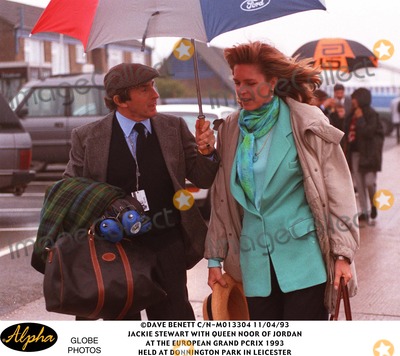 Ford
©DAVE BENETT C/N-M013304 11/04/93
JACKIE STEWART WITH QUEEN NOOR OF JORDAN
AT THE EUROPEAN GRAND PCRIX 1993
HELD AT DONNINGTON PARK IN LEICESTER
Alpha
GLOBE
PHOTOS